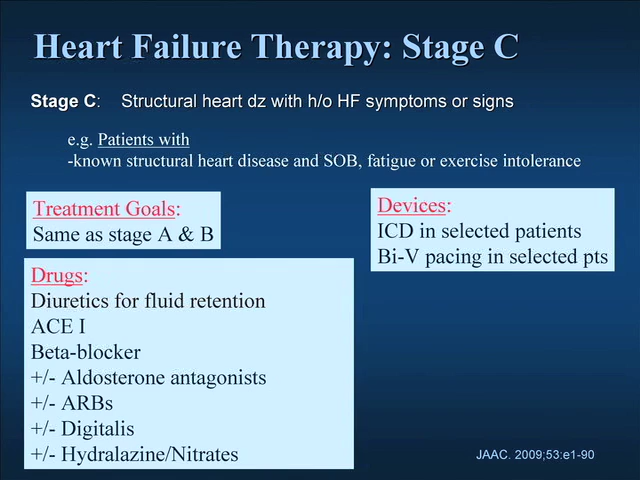 Heart Failure Therapy: Stage C
Stage C: Structural heart dz with h/o HF symptoms or signs
e.g. Patients with
-known structural heart disease and SOB, fatigue or exercise intolerance
Treatment Goals:
Same as stage A & B
Drugs:
Diuretics for fluid retention
ACE I
Beta-blocker
+/- Aldosterone antagonists
+/- ARBs
+/- Digitalis
+/- Hydralazine/Nitrates
Devices:
ICD in selected patients
Bi-V pacing in selected pts
JAAC. 2009;53:e1-90